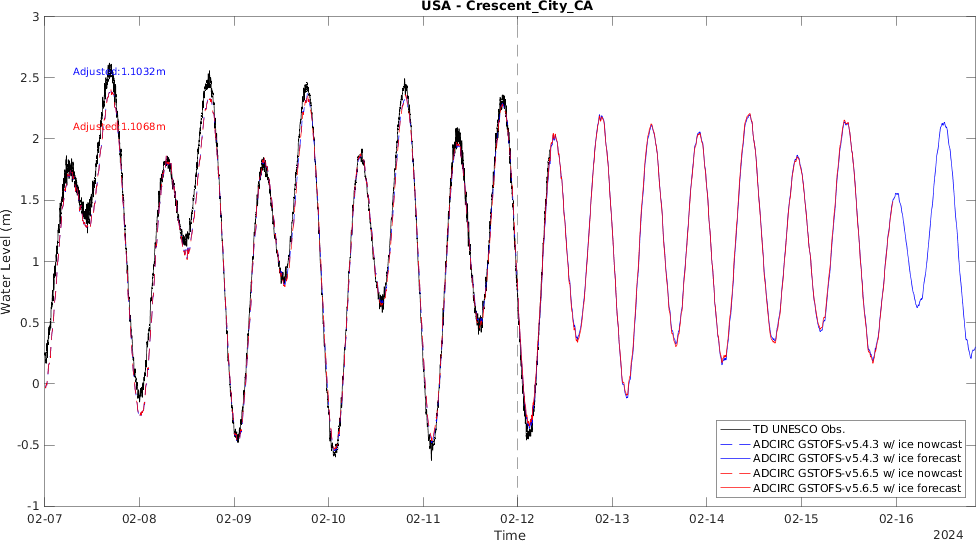 USA - Crescent_City_CA
3
2.5
2
1.5
1
0.5
0
-0.5
-1
Water Level (m)
Adjusted:1.1032m
Adjusted:1.1068m
TD UNESCO Obs.
ADCIRC GSTOFS-v5.4.3 w/ ice nowcast
ADCIRC GSTOFS-v5.4.3 w/ ice forecast
ADCIRC GSTOFS-v5.6.5 w/ ice nowcast
ADCIRC GSTOFS-v5.6.5 w/ ice forecast
02-07 02-08 02-09 02-10 02-11 02-12 02-13 02-14 02-15 02-16
Time
2024